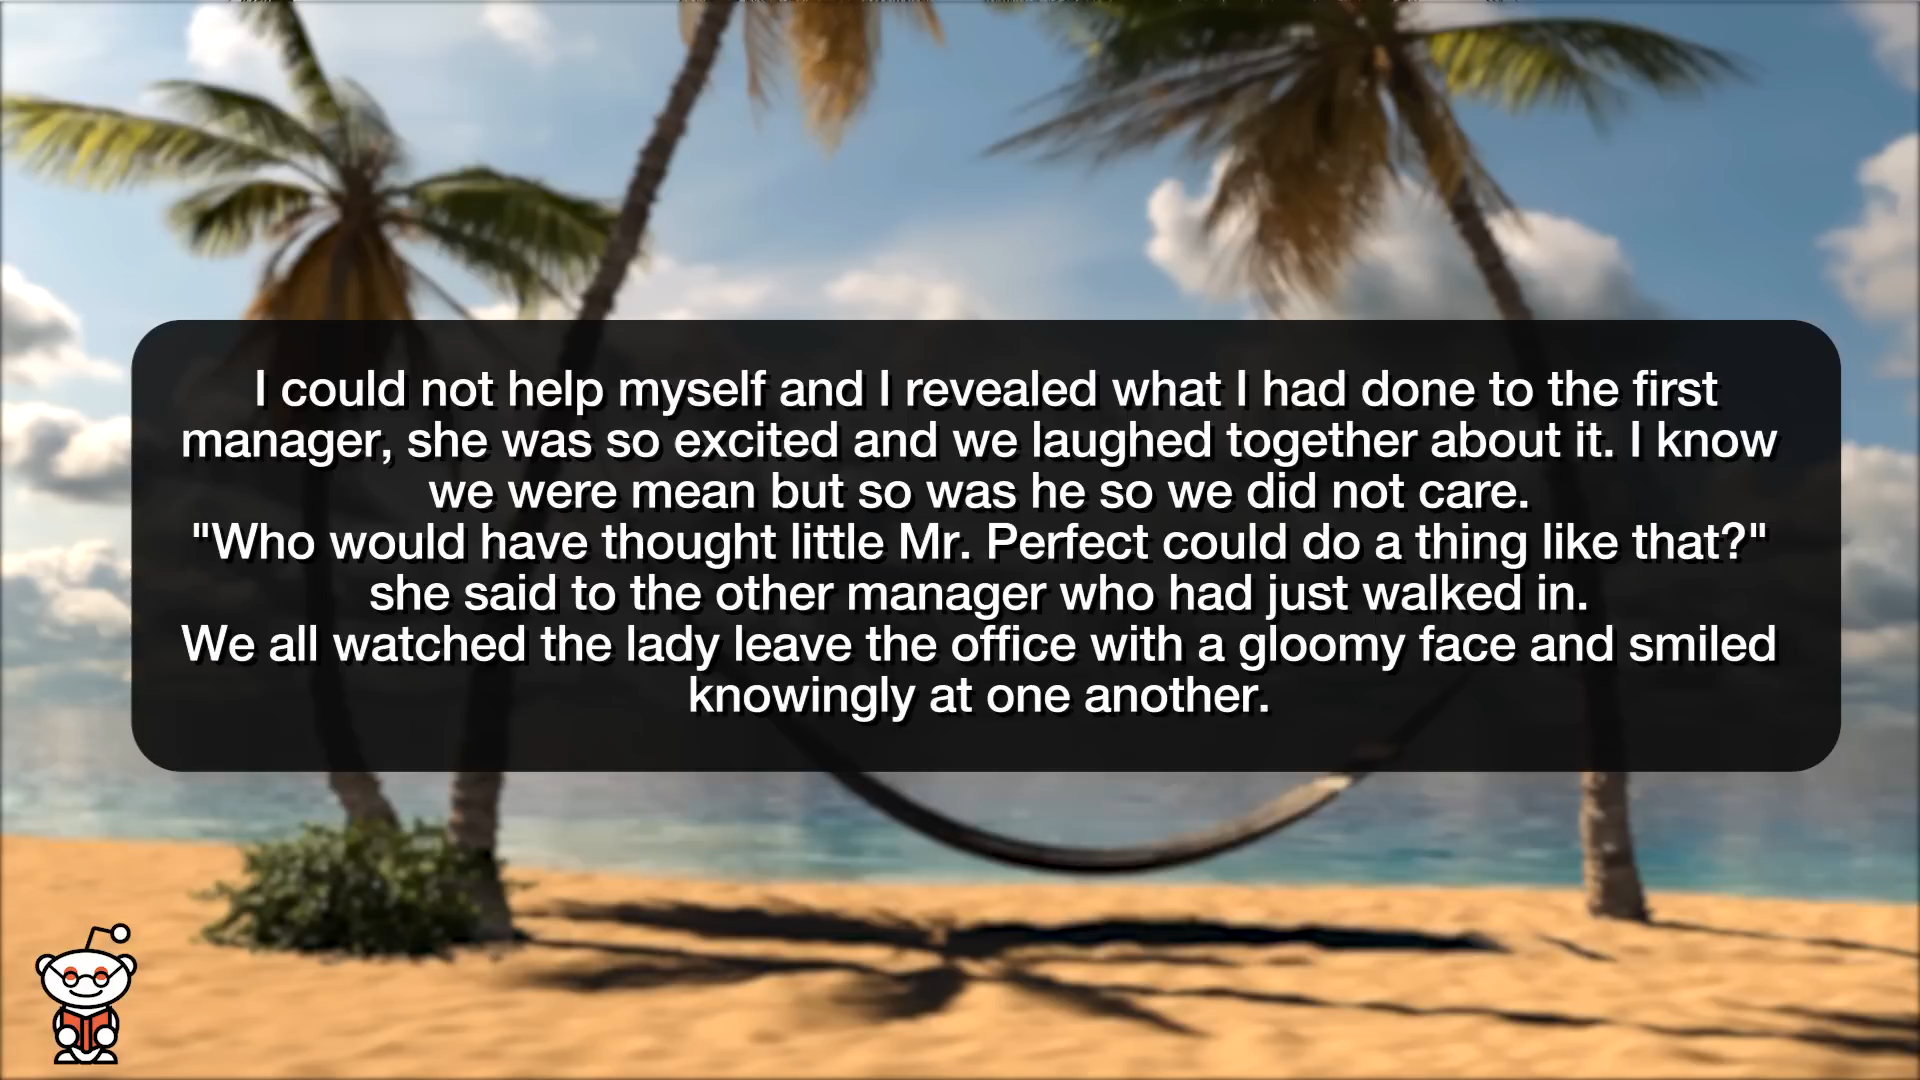 I could not help myself and I revealed what I had done to the first
manager, she was so excited and we laughed together about it. I know
we were mean but so was he so we did not care.
"Who would have thought little Mr. Perfect could do a thing like that?"
she said to the other manager who had just walked in.
We all watched the lady leave the office with a gloomy face and smiled
knowingly at one another.